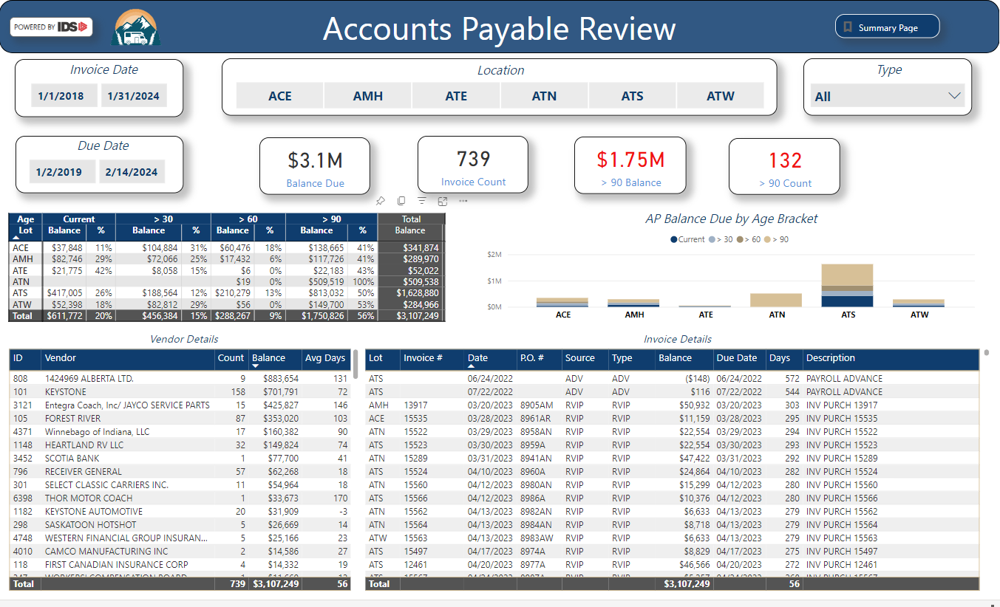 POWERED BY IDS
Accounts Payable Review
Summary Page
Invoice Date
1/1/2018 1/31/2024
Location
ACE AMH ATE ATN ATS ATW
Type
All
Due Date
1/2/2019 2/14/2024
$3.1M
Balance Due
739
Invoice Count
$1.75M
> 90 Balance
132
> 90 Count
Age Current > 30 > 60 > 90 Total
Lot Balance % Balance % Balance % Balance % Balance
ACE $37,848 11% $104,884 31% $60,476 18% $138,665 41% $341,874
AMH $82,746 29% $72,066 25% $17,432 6% $117,726 41% $289,970
ATE $21,775 42% $8,058 15% $6 0% $22,183 43% $52,022
ATN $19 0% $509,519 100% $509,538
ATS $417,005 26% $188,564 12% $210,279 13% $813,032 50% $1,628,880
ATW $52,398 18% $82,812 29% $56 0% $149,700 53% $284,966
Total $611,772 20% $456,384 15% $288,267 9% $1,750,826 56% $3,107,249
AP Balance Due by Age Bracket
Current > 30 > 60 > 90
$2M
$1M
$0M
ACE AMH ATE ATN ATS ATW
Vendor Details
ID Vendor Count Balance Avg Days
808 1424969 ALBERTA LTD. 9 $883,654 131
101 KEYSTONE 158 $701,791 72
3121 Entegra Coach, Inc/ JAYCO SERVICE PARTS 15 $425,827 146
105 FOREST RIVER 87 $353,020 103
4371 Winnebago of Indiana, LLC 17 $160,382 90
1148 HEARTLAND RV LLC 32 $149,824 74
3452 SCOTIA BANK 1 $77,700 41
796 RECEIVER GENERAL 57 $62,268 18
301 SELECT CLASSIC CARRIERS INC. 11 $54,964 18
6398 THOR MOTOR COACH 1 $33,673 170
1182 KEYSTONE AUTOMOTIVE 20 $31,909 -3
298 SASKATOON HOTSHOT 5 $26,669 14
4748 WESTERN FINANCIAL GROUP INSURAN... 5 $25,166 23
4010 CAMCO MANUFACTURING INC 2 $14,586 27
118 FIRST CANADIAN INSURANCE CORP 4 $14,332 19
Total 739 $3,107,249 56
Invoice Details
Lot Invoice # Date P.O. # Source Type Balance Due Date Days Description
ATS 06/24/2022 ADV ADV ($148) 06/24/2022 572 PAYROLL ADVANCE
ATS 07/22/2022 ADV ADV $116 07/22/2022 544 PAYROLL ADVANCE
AMH 13917 03/20/2023 8905AM RVIP RVIP $50,932 03/20/2023 303 INV PURCH 13917
ACE 15535 03/28/2023 8961AR RVIP RVIP $11,159 03/28/2023 295 INV PURCH 15535
ATN 15522 03/29/2023 8958AN RVIP RVIP $22,554 03/29/2023 294 INV PURCH 15522
ATS 15523 03/30/2023 8959A RVIP RVIP $22,554 03/30/2023 293 INV PURCH 15523
ATN 15289 03/31/2023 8941AN RVIP RVIP $47,422 03/31/2023 292 INV PURCH 15289
ATS 15524 04/10/2023 8960A RVIP RVIP $24,864 04/10/2023 282 INV PURCH 15524
ATN 15560 04/12/2023 8980AN RVIP RVIP $15,299 04/12/2023 280 INV PURCH 15560
ATS 15566 04/12/2023 8986A RVIP RVIP $10,376 04/12/2023 280 INV PURCH 15566
ATN 15562 04/13/2023 8982AN RVIP RVIP $6,633 04/13/2023 279 INV PURCH 15562
ATN 15564 04/13/2023 8984AN RVIP RVIP $8,718 04/13/2023 279 INV PURCH 15564
ATW 15563 04/13/2023 8983AW RVIP RVIP $6,633 04/13/2023 279 INV PURCH 15563
ATS 15497 04/17/2023 8974A RVIP RVIP $8,829 04/17/2023 275 INV PURCH 15497
ATS 12461 04/20/2023 8977A RVIP RVIP $46,566 04/20/2023 272 INV PURCH 12461
Total $3,107,249 56